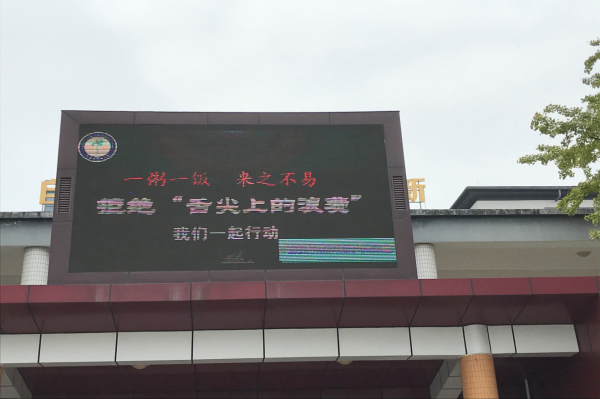 一粥一饭 来之不易
拒绝“舌尖上的浪费”
我们一起行动